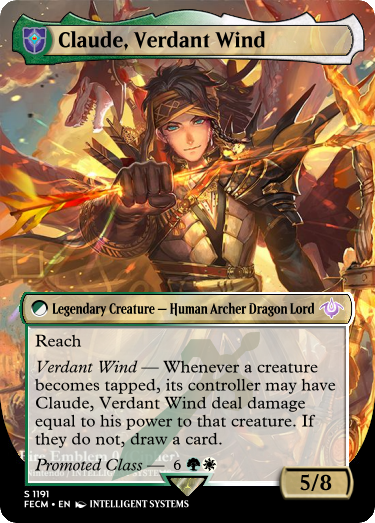 Claude, Verdant Wind
Legendary Creature — Human Archer Dragon Lord
Reach
Verdant Wind — Whenever a creature
becomes tapped, its controller may have
Claude, Verdant Wind deal damage
equal to his power to that creature. If
they do not, draw a card.
Promoted Class — 6
5/8
S 1191
FECM • EN INTELLIGENT SYSTEMS